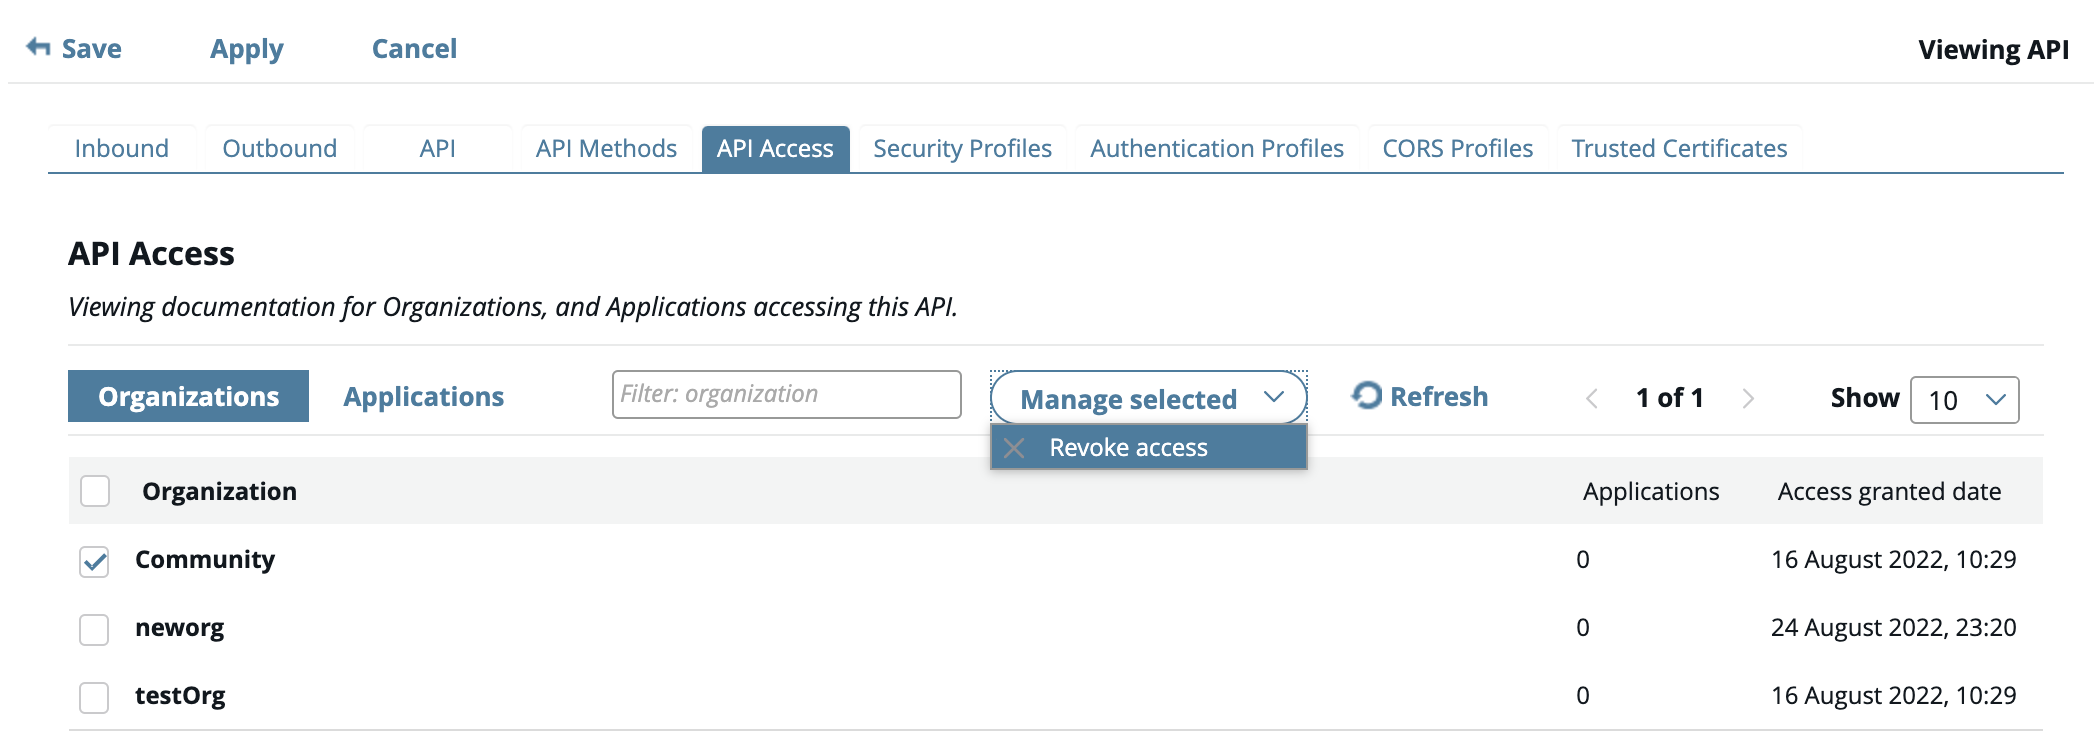 Save Apply Cancel Viewing API
Inbound Outbound API API Methods API Access Security Profiles Authentication Profiles CORS Profiles Trusted Certificates
API Access
Viewing documentation for Organizations, and Applications accessing this API.
Organizations Applications Filter: organization Manage selected Refresh 1 of 1 Show 10
Revoke access
Organization Applications Access granted date
Community 0 16 August 2022, 10:29
neworg 0 24 August 2022, 23:20
testOrg 0 16 August 2022, 10:29